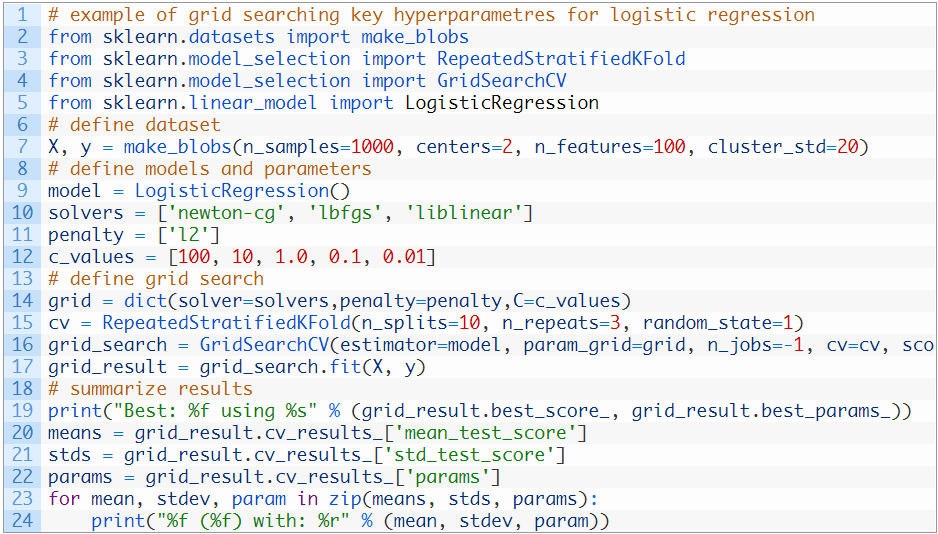 1 # example of grid searching key hyperparametres for logistic regression
2 from sklearn.datasets import make_blobs
3 from sklearn.model_selection import RepeatedStratifiedKFold
4 from sklearn.model_selection import GridSearchCV
5 from sklearn.linear_model import LogisticRegression
6 # define dataset
7 X, y = make_blobs(n_samples=1000, centers=2, n_features=100, cluster_std=20)
8 # define models and parameters
9 model = LogisticRegression()
10 solvers = ['newton-cg', 'lbfgs', 'liblinear']
11 penalty = ['l2']
12 c_values = [100, 10, 1.0, 0.1, 0.01]
13 # define grid search
14 grid = dict(solver=solvers,penalty=penalty,C=c_values)
15 cv = RepeatedStratifiedKFold(n_splits=10, n_repeats=3, random_state=1)
16 grid_search = GridSearchCV(estimator=model, param_grid=grid, n_jobs=-1, cv=cv, sco
17 grid_result = grid_search.fit(X, y)
18 # summarize results
19 print("Best: %f using %s" % (grid_result.best_score_, grid_result.best_params_))
20 means = grid_result.cv_results_['mean_test_score']
21 stds = grid_result.cv_results_['std_test_score']
22 params = grid_result.cv_results_['params']
23 for mean, stdev, param in zip(means, stds, params):
24     print("%f (%f) with: %r" % (mean, stdev, param))